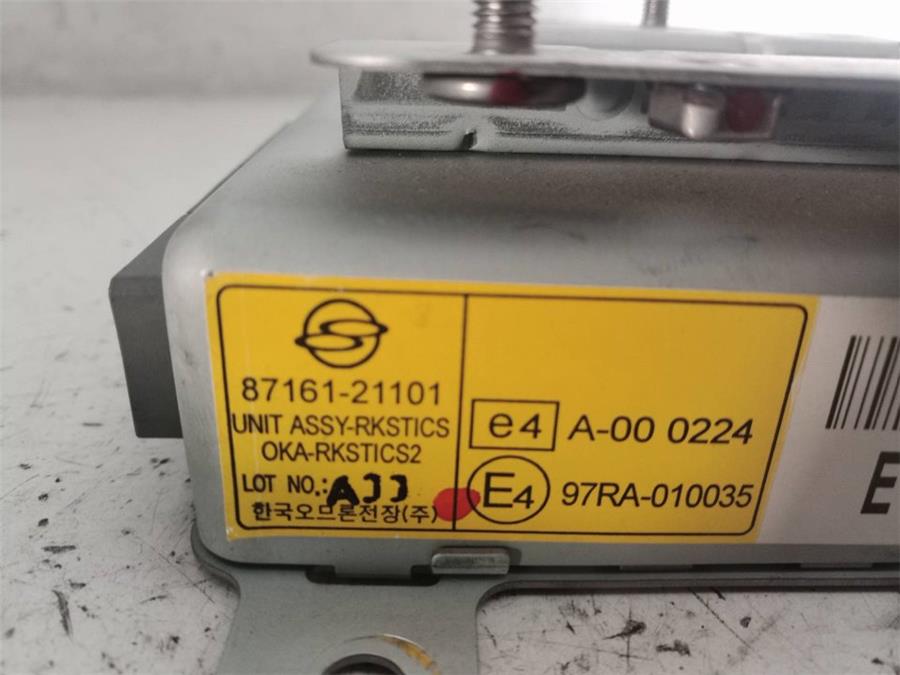 87161-21101
UNIT ASSY-RKSTICS
OKA-RKSTICS2
LOT NO.:AJJ
한국오므론전장(주)
e4 A-00 0224
E4 97RA-010035
E